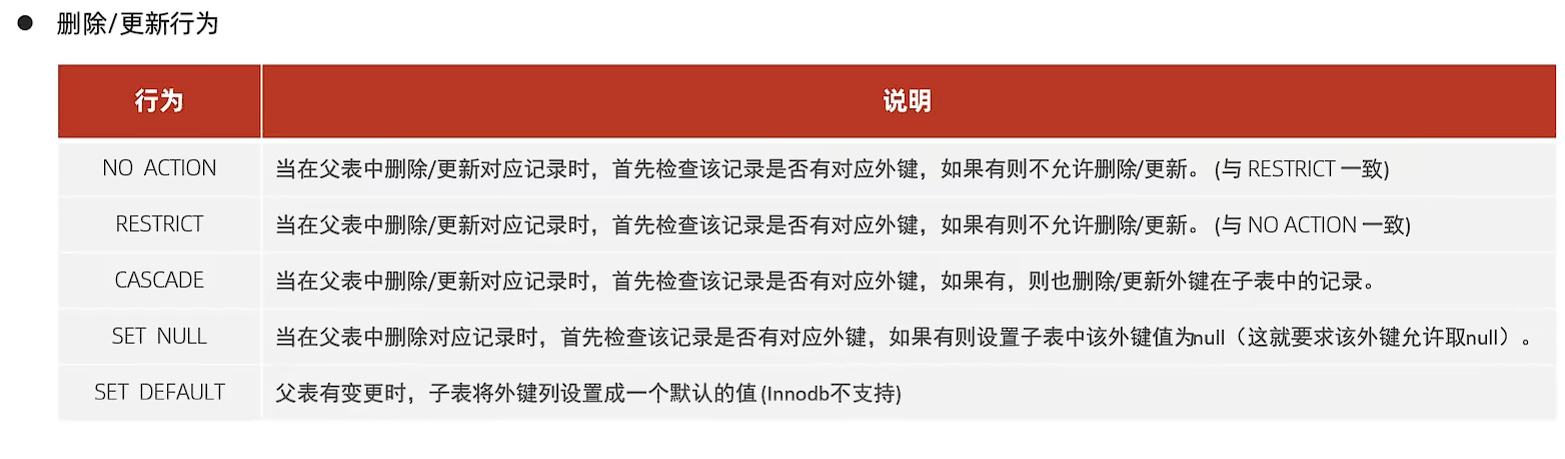 ● 删除/更新行为
行为 说明
NO ACTION 当在父表中删除/更新对应记录时，首先检查该记录是否有对应外键，如果有则不允许删除/更新。 (与 RESTRICT 一致)
RESTRICT 当在父表中删除/更新对应记录时，首先检查该记录是否有对应外键，如果有则不允许删除/更新。 (与 NO ACTION 一致)
CASCADE 当在父表中删除/更新对应记录时，首先检查该记录是否有对应外键，如果有，则也删除/更新外键在子表中的记录。
SET NULL 当在父表中删除对应记录时，首先检查该记录是否有对应外键，如果有则设置子表中该外键值为null（这就要求该外键允许取null）。
SET DEFAULT 父表有变更时，子表将外键列设置成一个默认的值 (Innodb不支持)